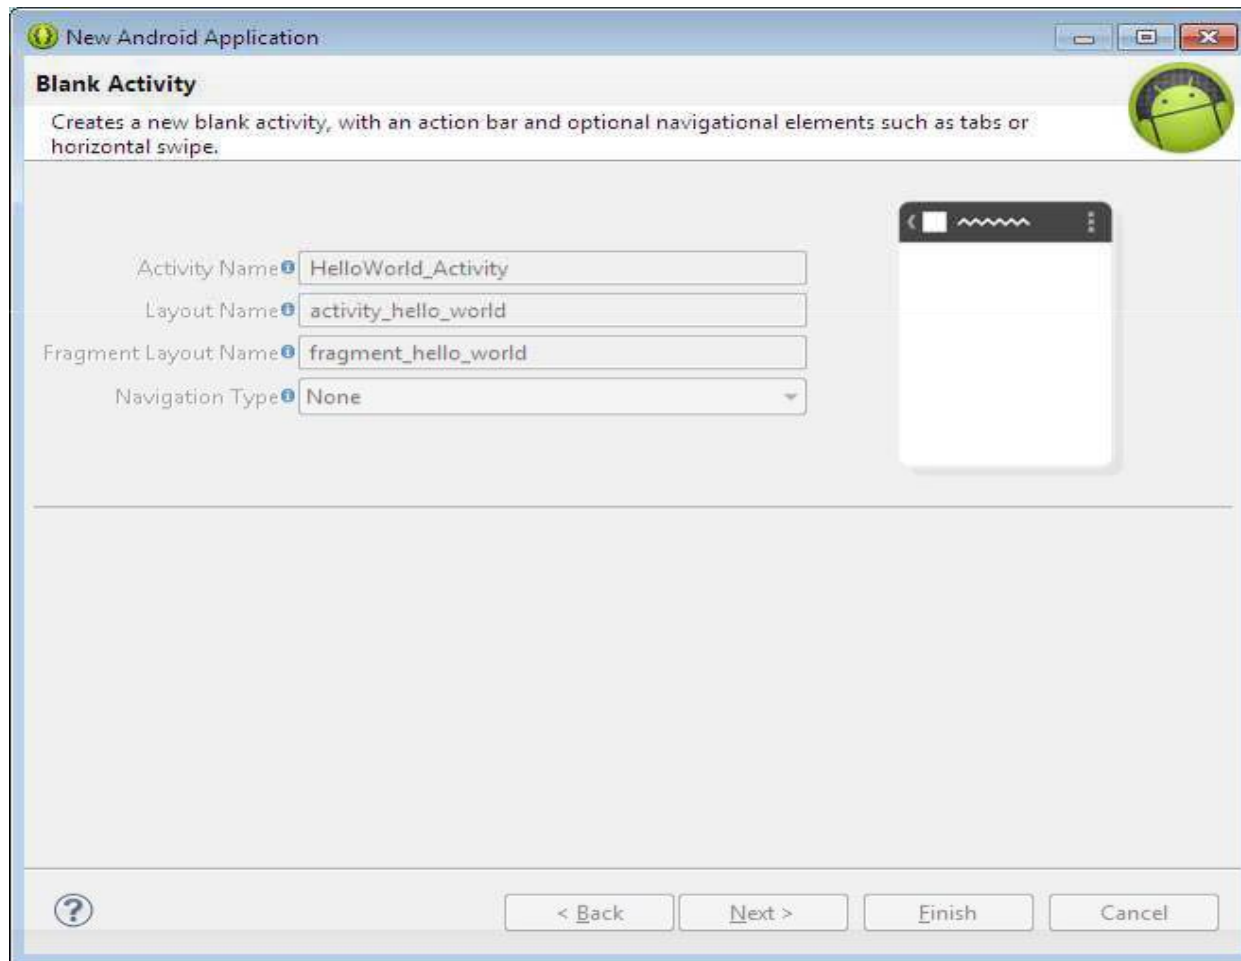 New Android Application
Blank Activity
Creates a new blank activity, with an action bar and optional navigational elements such as tabs or
horizontal swipe.
Activity Name HelloWorld_Activity
Layout Name activity_hello_world
Fragment Layout Name fragment_hello_world
Navigation Type None
? < Back Next > Finish Cancel